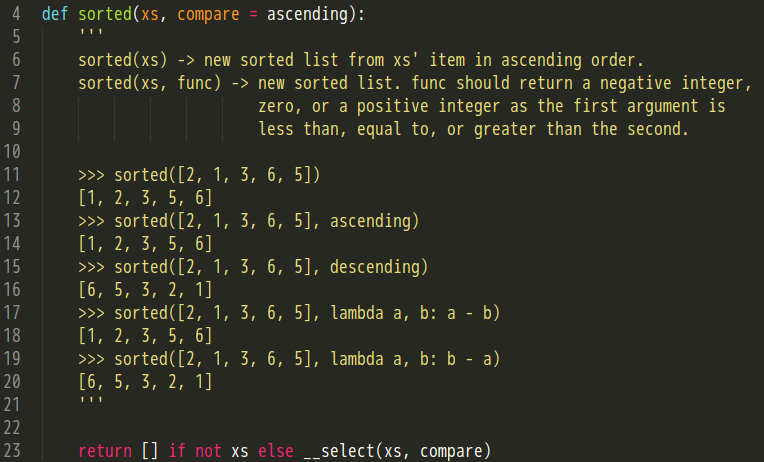 4 def sorted(xs, compare = ascending):
5     '''
6     sorted(xs) -> new sorted list from xs' item in ascending order.
7     sorted(xs, func) -> new sorted list. func should return a negative integer,
8                         zero, or a positive integer as the first argument is
9                         less than, equal to, or greater than the second.
10
11     >>> sorted([2, 1, 3, 6, 5])
12     [1, 2, 3, 5, 6]
13     >>> sorted([2, 1, 3, 6, 5], ascending)
14     [1, 2, 3, 5, 6]
15     >>> sorted([2, 1, 3, 6, 5], descending)
16     [6, 5, 3, 2, 1]
17     >>> sorted([2, 1, 3, 6, 5], lambda a, b: a - b)
18     [1, 2, 3, 5, 6]
19     >>> sorted([2, 1, 3, 6, 5], lambda a, b: b - a)
20     [6, 5, 3, 2, 1]
21     '''
22
23     return [] if not xs else __select(xs, compare)